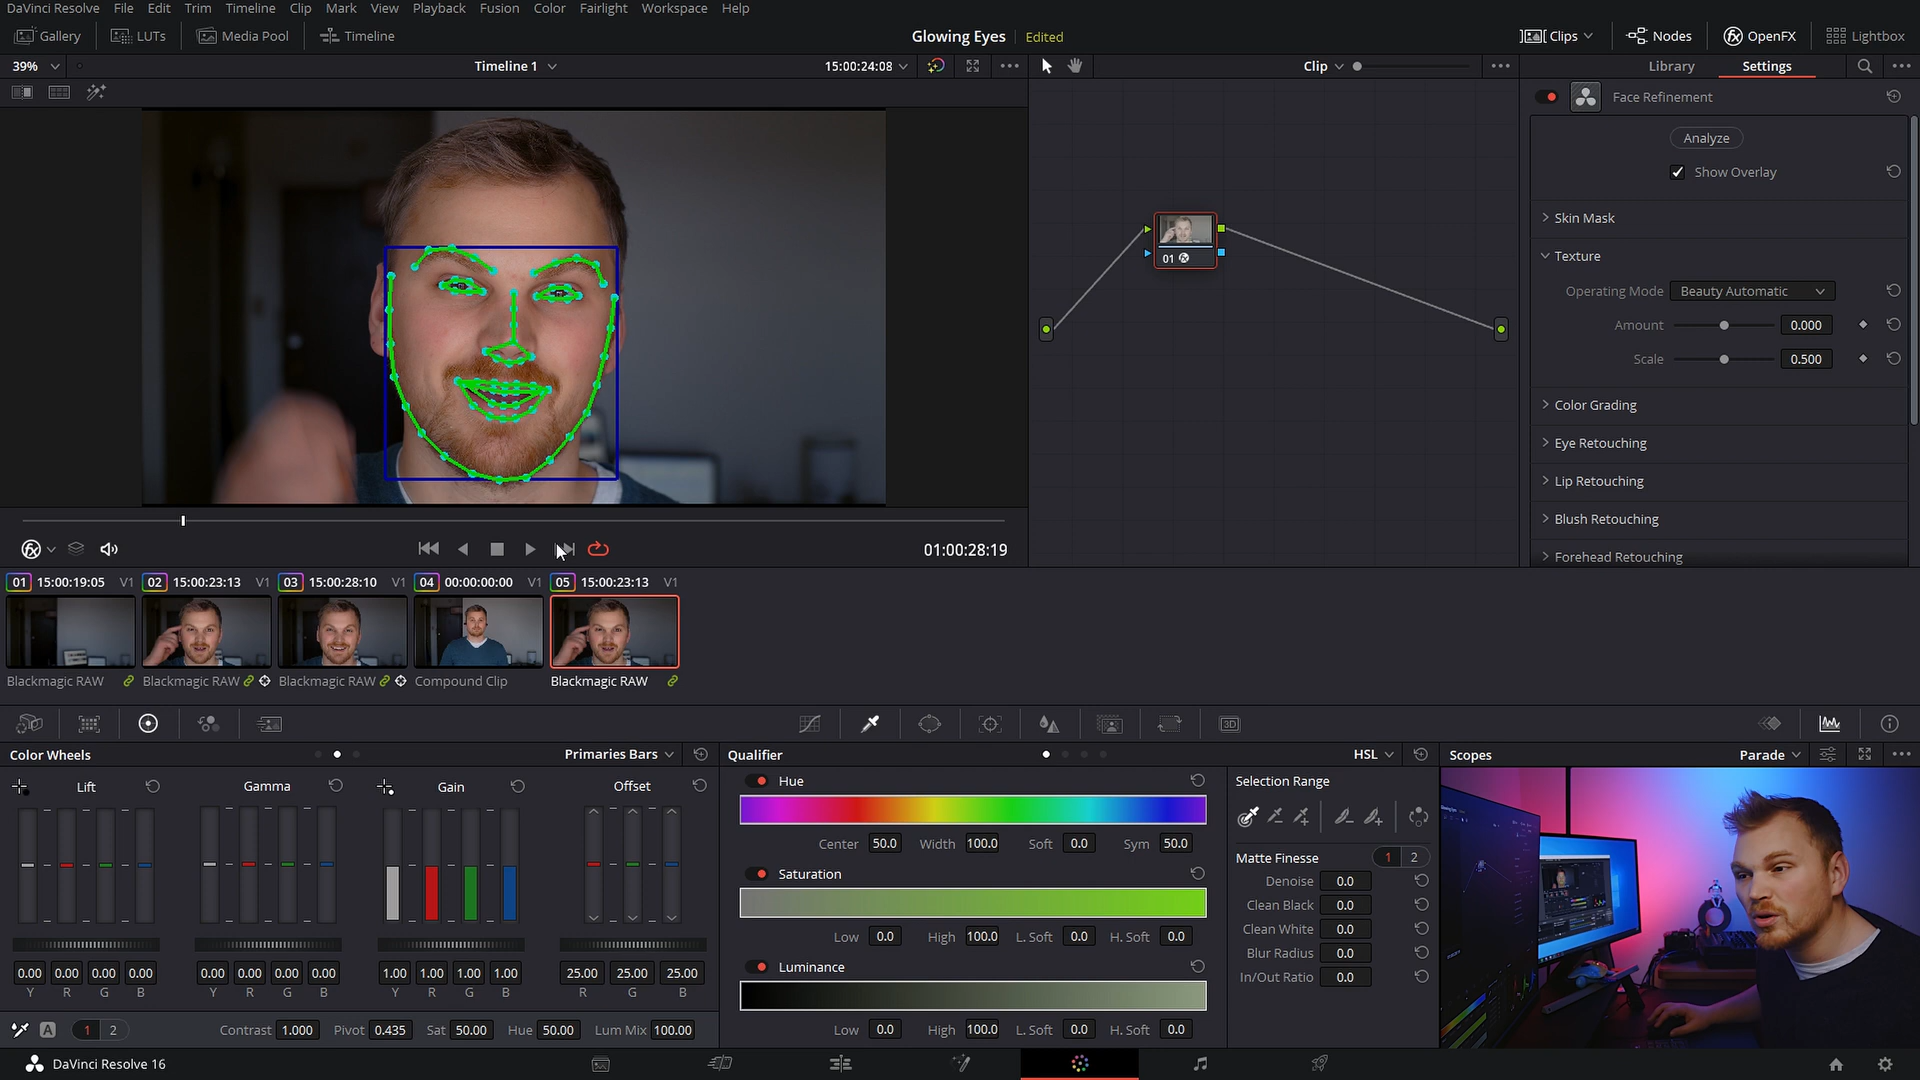 DaVinci Resolve File Edit Trim Timeline Clip Mark View Playback Fusion Color Fairlight Workspace Help
Gallery LUTs Media Pool Timeline Glowing Eyes Edited Clips Nodes OpenFX Lightbox
39% Timeline 1 15:00:24:08 Clip Library Settings
Face Refinement
Analyze
Show Overlay
Skin Mask
Texture
Operating Mode Beauty Automatic
Amount 0.000
Scale 0.500
Color Grading
Eye Retouching
Lip Retouching
Blush Retouching
Forehead Retouching
01
01:00:28:19
01 15:00:19:05 V1 02 15:00:23:13 V1 03 15:00:28:10 V1 04 00:00:00:00 V1 05 15:00:23:13 V1
Blackmagic RAW Blackmagic RAW Blackmagic RAW Compound Clip Blackmagic RAW
3D
Color Wheels Primaries Bars Qualifier HSL Scopes Parade
Lift Gamma Gain Offset
0.00 0.00 0.00 0.00 0.00 0.00 0.00 0.00 1.00 1.00 1.00 1.00 25.00 25.00 25.00
Y R G B Y R G B Y R G B R G B
A 1 2 Contrast 1.000 Pivot 0.435 Sat 50.00 Hue 50.00 Lum Mix 100.00
Hue
Center 50.0 Width 100.0 Soft 0.0 Sym 50.0
Saturation
Low 0.0 High 100.0 L. Soft 0.0 H. Soft 0.0
Luminance
Low 0.0 High 100.0 L. Soft 0.0 H. Soft 0.0
Selection Range
Matte Finesse 1 2
Denoise 0.0
Clean Black 0.0
Clean White 0.0
Blur Radius 0.0
In/Out Ratio 0.0
DaVinci Resolve 16